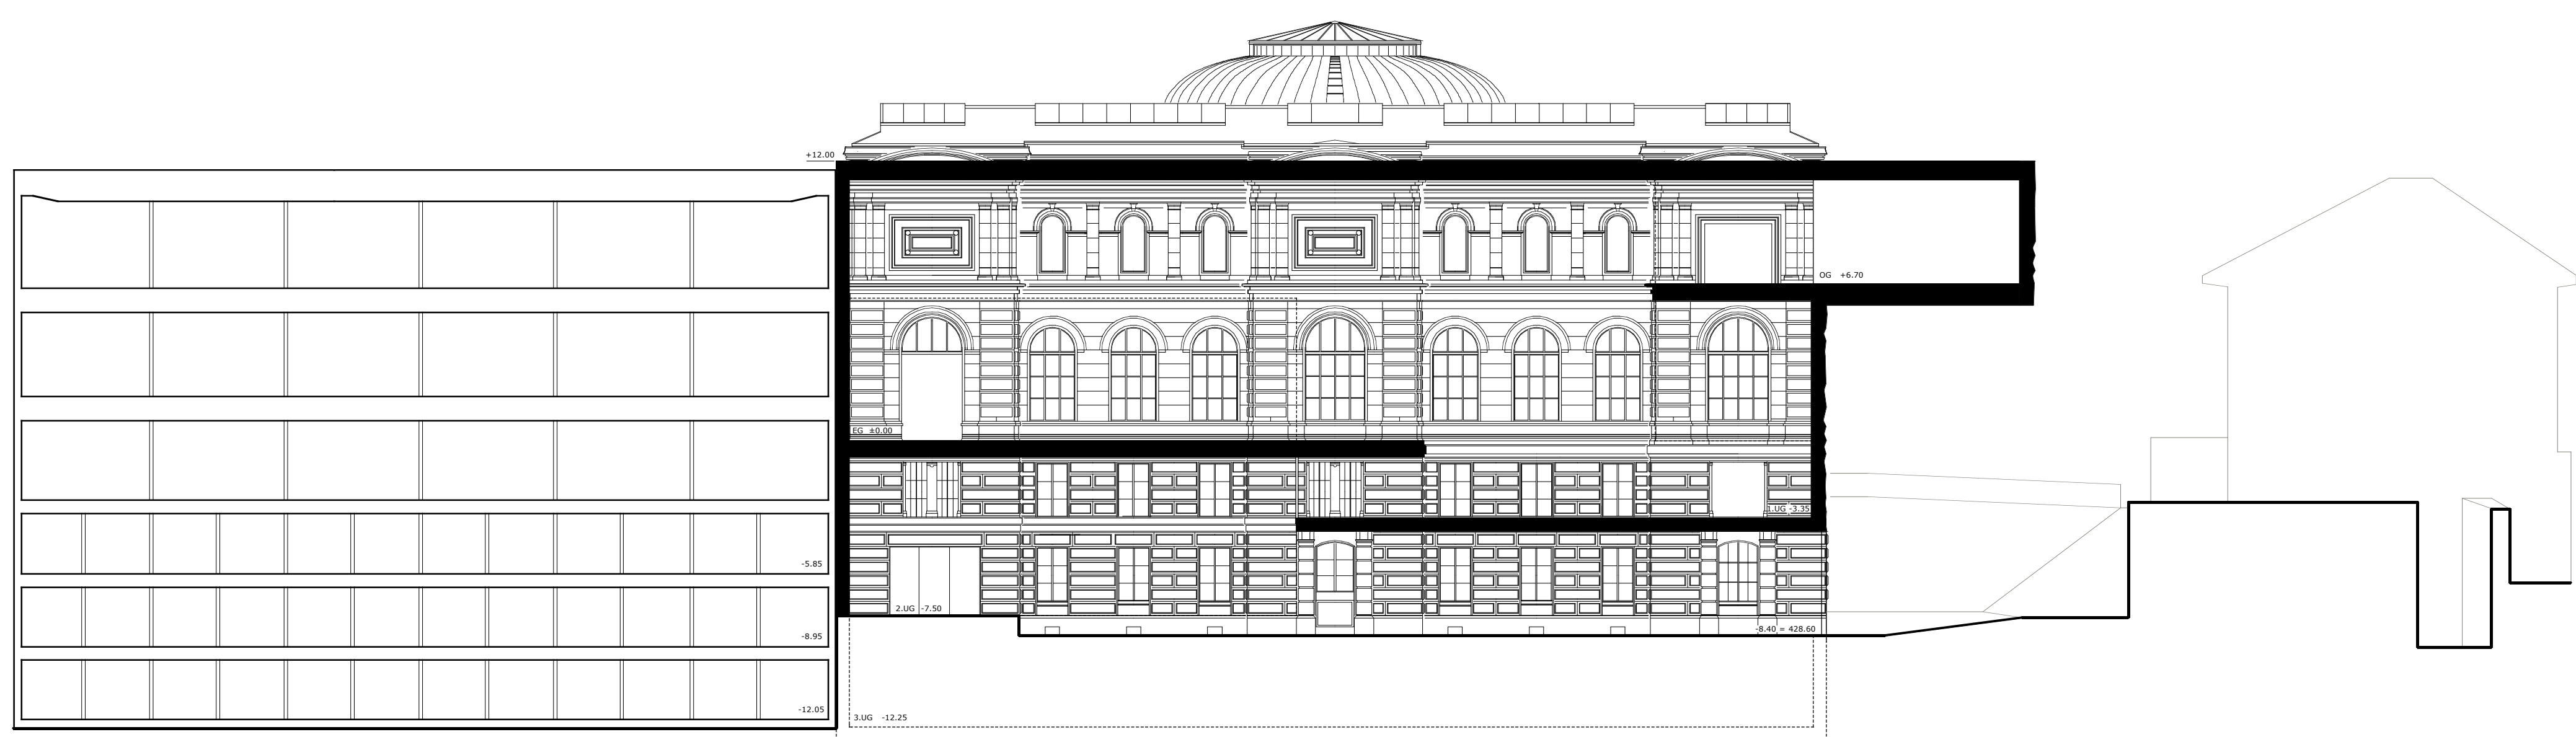 +12.00
OG +6.70
EG ±0.00
1.UG -3.35
-5.85
2.UG -7.50
-8.40 = 428.60
-8.95
-12.05
3.UG -12.25